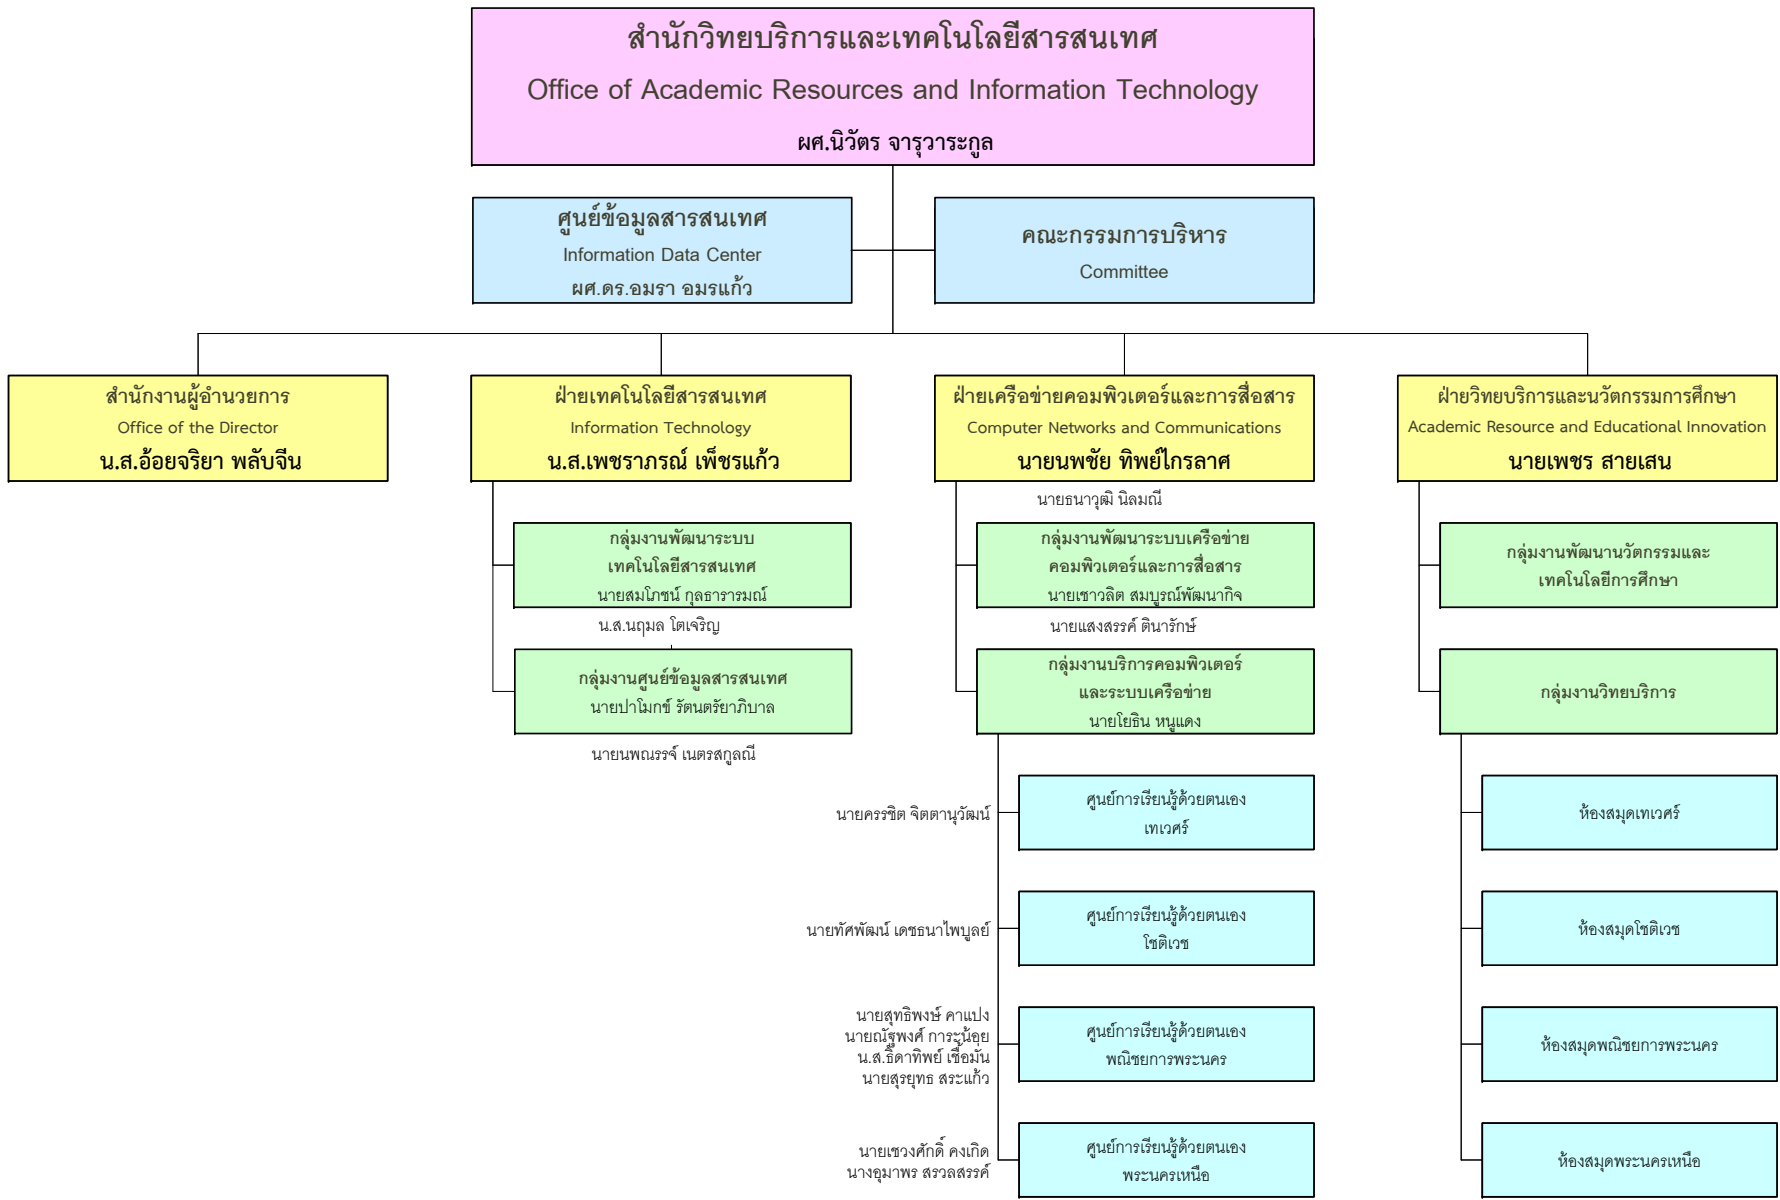 สำนักวิทยบริการและเทคโนโลยีสารสนเทศ
Office of Academic Resources and Information Technology
ผศ.นิวัตร จารุวาระกูล
ศูนย์ข้อมูลสารสนเทศ
Information Data Center
ผศ.ดร.อมรา อมรแก้ว
คณะกรรมการบริหาร
Committee
สำนักงานผู้อำนวยการ
Office of the Director
น.ส.อ้อยจริยา พลับจีน
ฝ่ายเทคโนโลยีสารสนเทศ
Information Technology
น.ส.เพชราภรณ์ เพ็ชรแก้ว
กลุ่มงานพัฒนาระบบ
เทคโนโลยีสารสนเทศ
นายสมโภชน์ กุลธารารมณ์
น.ส.นฤมล โตเจริญ
กลุ่มงานศูนย์ข้อมูลสารสนเทศ
นายปาโมกข์ รัตนตรัยาภิบาล
นายนพณรรจ์ เนตรสกูลณี
ฝ่ายเครือข่ายคอมพิวเตอร์และการสื่อสาร
Computer Networks and Communications
นายนพชัย ทิพย์ไกรลาศ
นายธนาวุฒิ นิลมณี
กลุ่มงานพัฒนาระบบเครือข่าย
คอมพิวเตอร์และการสื่อสาร
นายเชาวลิต สมบูรณ์พัฒนากิจ
นายแสงสรรค์ ตินารักษ์
กลุ่มงานบริการคอมพิวเตอร์
และระบบเครือข่าย
นายโยธิน หนูแดง
นายครรชิต จิตตานุวัฒน์
ศูนย์การเรียนรู้ด้วยตนเอง
เทเวศร์
นายทัศพัฒน์ เดชธนาไพบูลย์
ศูนย์การเรียนรู้ด้วยตนเอง
โชติเวช
นายสุทธิพงษ์ คาแปง
นายณัฐพงศ์ การะน้อย
น.ส.ธิดาทิพย์ เชื้อมั่น
นายสุรยุทธ สระแก้ว
ศูนย์การเรียนรู้ด้วยตนเอง
พณิชยการพระนคร
นายเชวงศักดิ์ คงเกิด
นางอุมาพร สรวลสรรค์
ศูนย์การเรียนรู้ด้วยตนเอง
พระนครเหนือ
ฝ่ายวิทยบริการและนวัตกรรมการศึกษา
Academic Resource and Educational Innovation
นายเพชร สายเสน
กลุ่มงานพัฒนานวัตกรรมและ
เทคโนโลยีการศึกษา
กลุ่มงานวิทยบริการ
ห้องสมุดเทเวศร์
ห้องสมุดโชติเวช
ห้องสมุดพณิชยการพระนคร
ห้องสมุดพระนครเหนือ